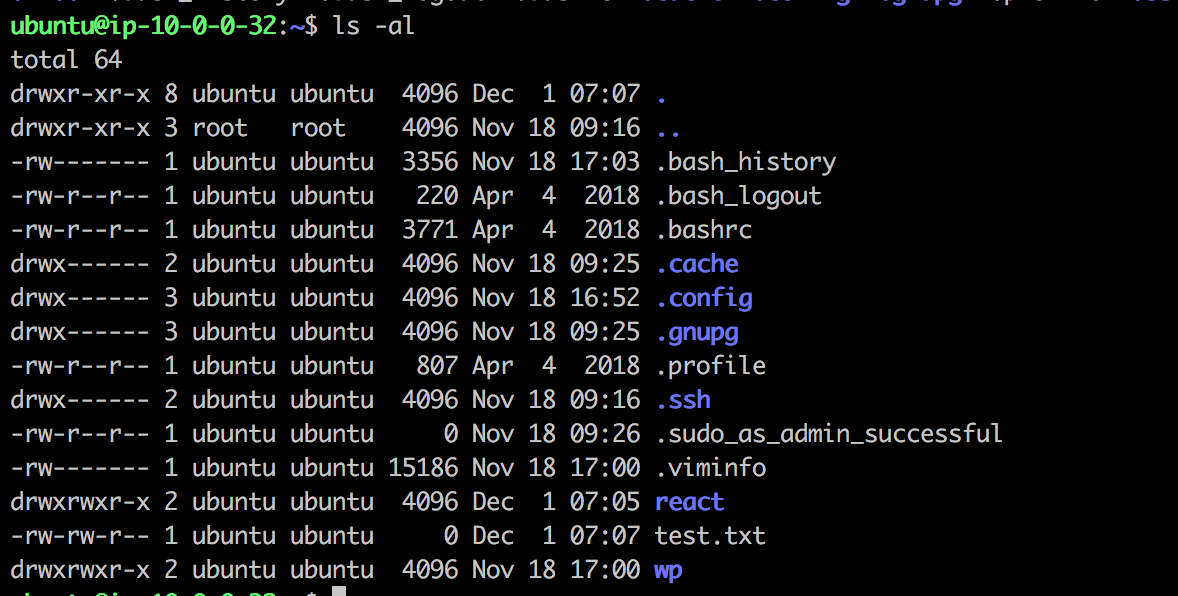 ubuntu@ip-10-0-0-32:~$ ls -al
total 64
drwxr-xr-x 8 ubuntu ubuntu  4096 Dec  1 07:07 .
drwxr-xr-x 3 root   root    4096 Nov 18 09:16 ..
-rw------- 1 ubuntu ubuntu  3356 Nov 18 17:03 .bash_history
-rw-r--r-- 1 ubuntu ubuntu   220 Apr  4  2018 .bash_logout
-rw-r--r-- 1 ubuntu ubuntu  3771 Apr  4  2018 .bashrc
drwx------ 2 ubuntu ubuntu  4096 Nov 18 09:25 .cache
drwx------ 3 ubuntu ubuntu  4096 Nov 18 16:52 .config
drwx------ 3 ubuntu ubuntu  4096 Nov 18 09:25 .gnupg
-rw-r--r-- 1 ubuntu ubuntu   807 Apr  4  2018 .profile
drwx------ 2 ubuntu ubuntu  4096 Nov 18 09:16 .ssh
-rw-r--r-- 1 ubuntu ubuntu     0 Nov 18 09:26 .sudo_as_admin_successful
-rw------- 1 ubuntu ubuntu 15186 Nov 18 17:00 .viminfo
drwxrwxr-x 2 ubuntu ubuntu  4096 Dec  1 07:05 react
-rw-rw-r-- 1 ubuntu ubuntu     0 Dec  1 07:07 test.txt
drwxrwxr-x 2 ubuntu ubuntu  4096 Nov 18 17:00 wp